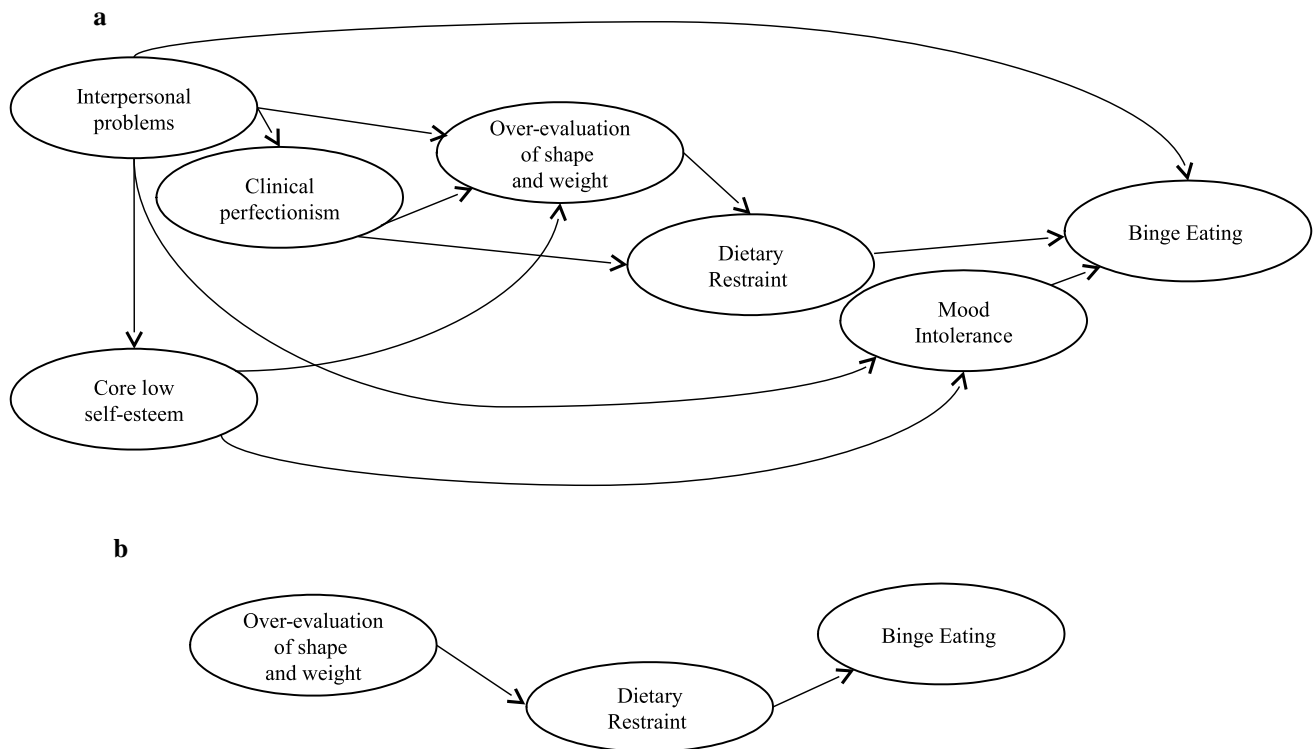 a
Interpersonal
problems
Over-evaluation
of shape
and weight
Clinical
perfectionism
Binge Eating
Dietary
Restraint
Mood
Intolerance
Core low
self-esteem
b
Over-evaluation
of shape
and weight
Binge Eating
Dietary
Restraint